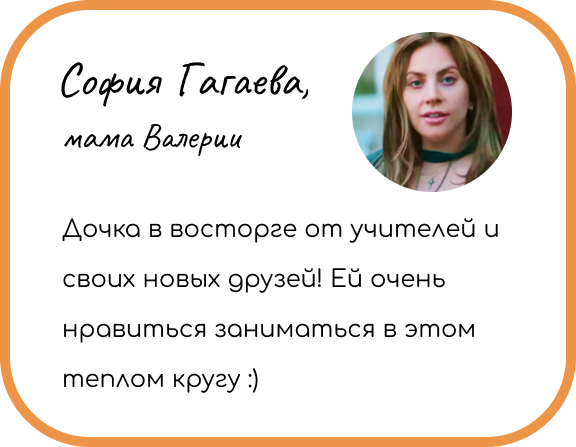 София Гагаева,
мама Валерии
Дочка в восторге от учителей и
своих новых друзей! Ей очень
нравиться заниматься в этом
теплом кругу :)